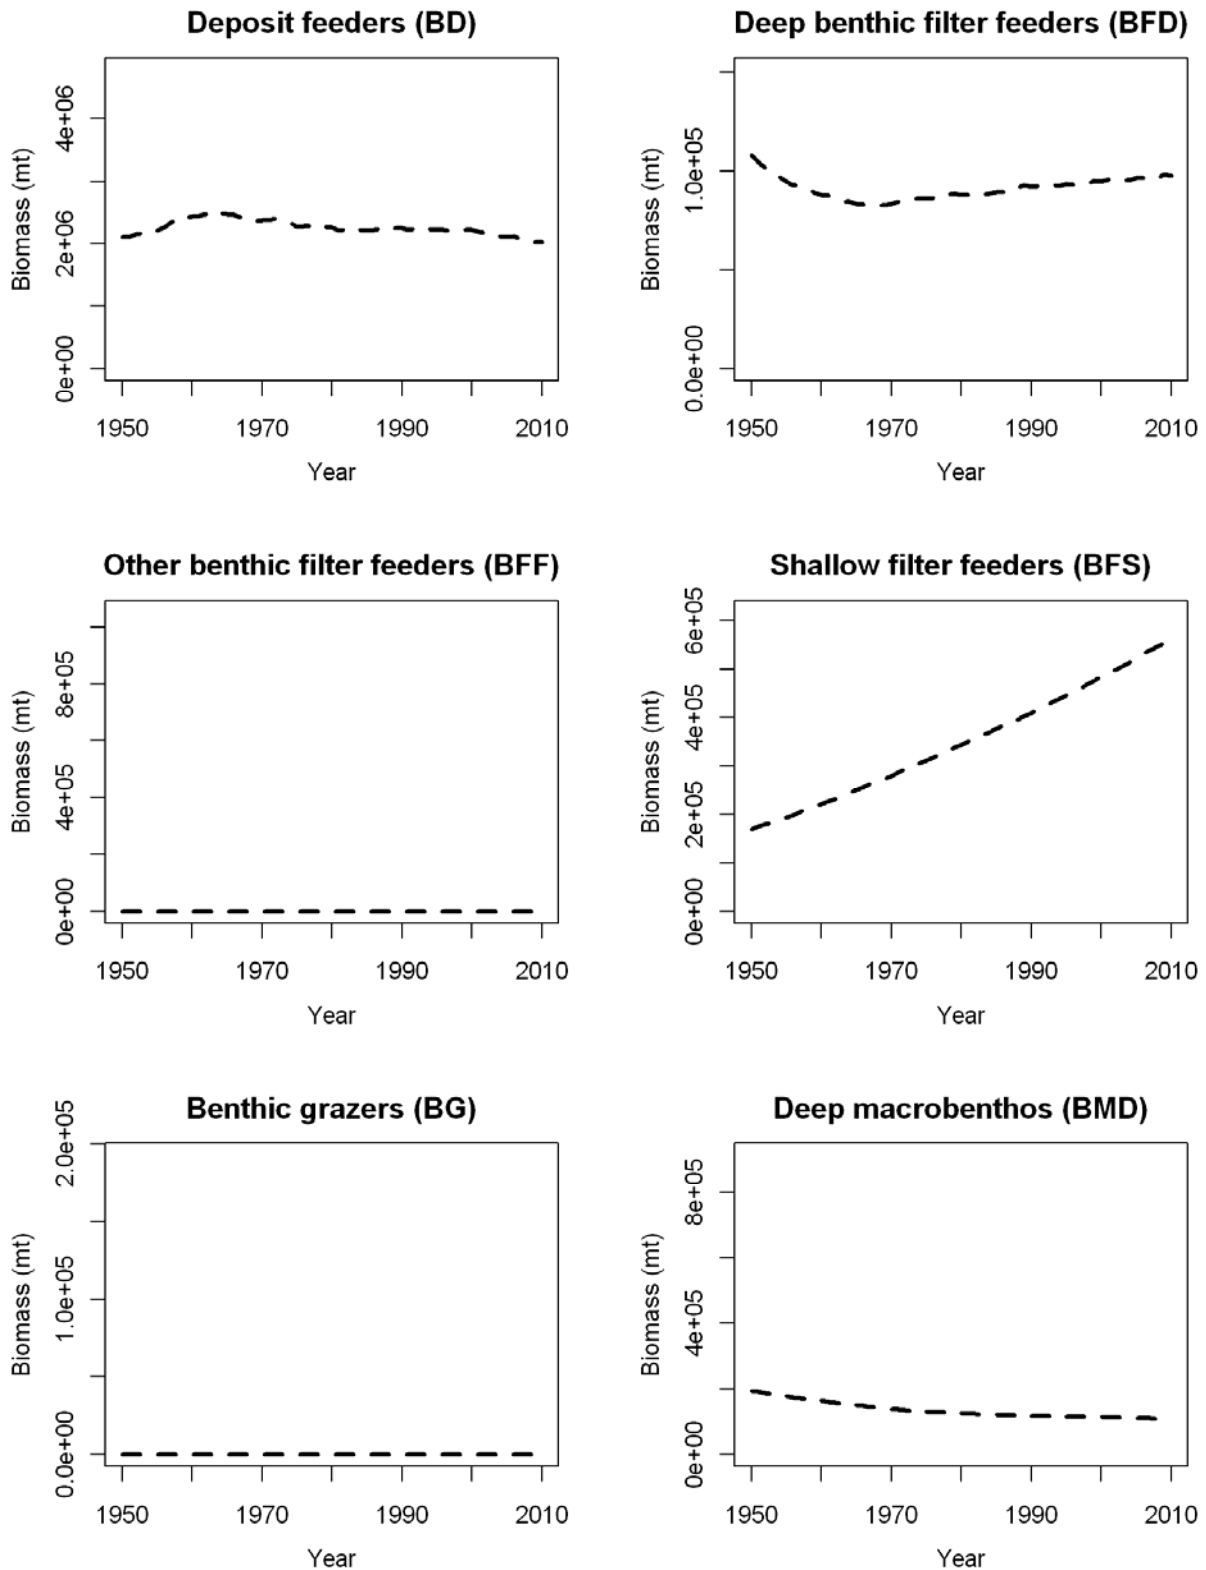 Deposit feeders (BD)
Biomass (mt)
4e+06
2e+06
0e+00
1950 1970 1990 2010
Year
Deep benthic filter feeders (BFD)
Biomass (mt)
1.0e+05
0.0e+00
1950 1970 1990 2010
Year
Other benthic filter feeders (BFF)
Biomass (mt)
8e+05
4e+05
0e+00
1950 1970 1990 2010
Year
Shallow filter feeders (BFS)
Biomass (mt)
6e+05
4e+05
2e+05
0e+00
1950 1970 1990 2010
Year
Benthic grazers (BG)
Biomass (mt)
2.0e+05
1.0e+05
0.0e+00
1950 1970 1990 2010
Year
Deep macrobenthos (BMD)
Biomass (mt)
8e+05
4e+05
0e+00
1950 1970 1990 2010
Year